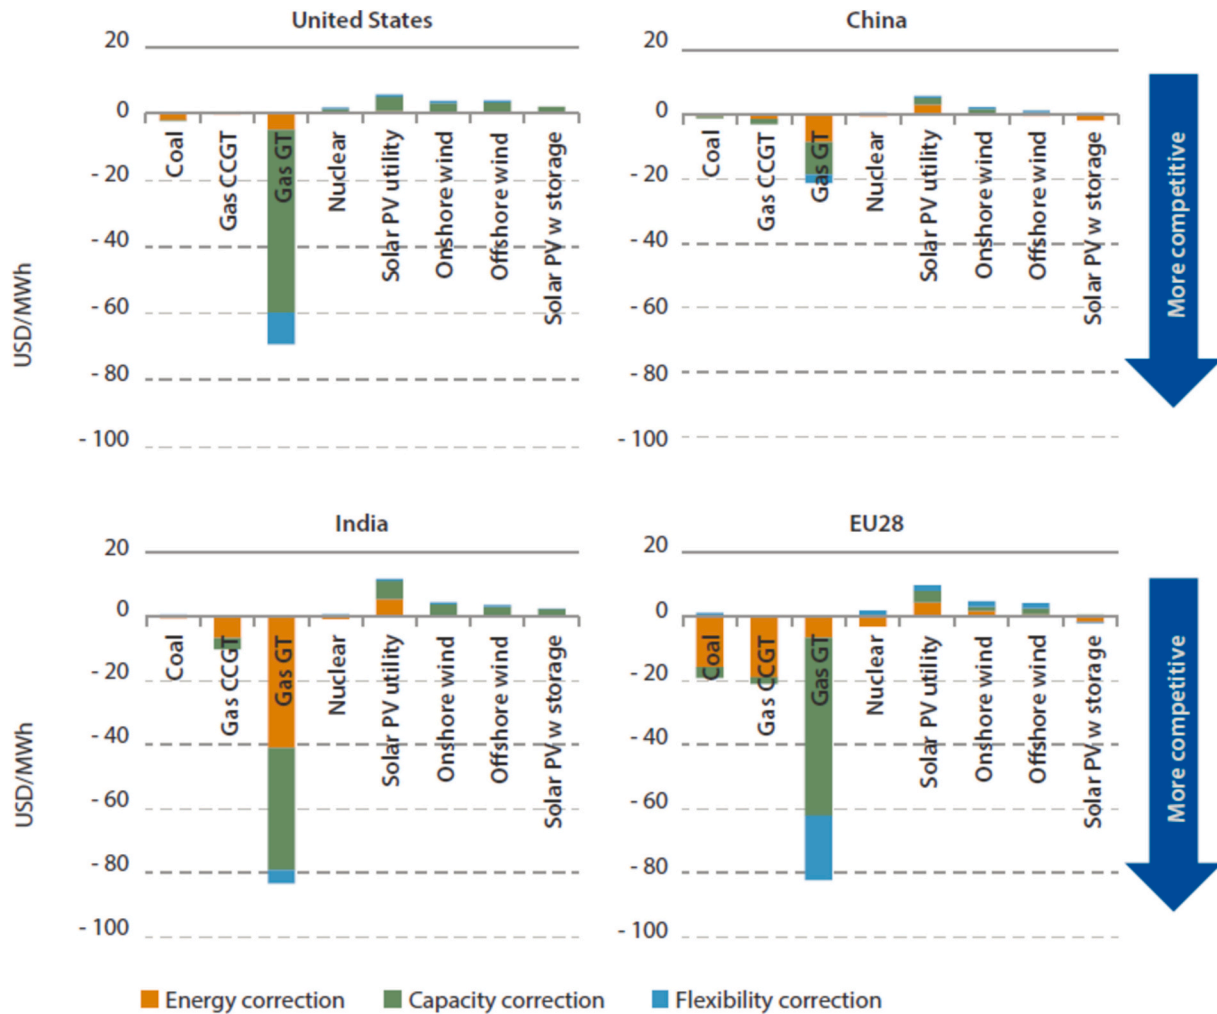 United States
China
20
0
- 20
- 40
- 60
- 80
- 100
USD/MWh
Coal
Gas CCGT
Gas GT
Nuclear
Solar PV utility
Onshore wind
Offshore wind
Solar PV w storage
20
0
- 20
- 40
- 60
- 80
- 100
Coal
Gas CCGT
Gas GT
Nuclear
Solar PV utility
Onshore wind
Offshore wind
Solar PV w storage
More competitive
India
EU28
20
0
- 20
- 40
- 60
- 80
- 100
USD/MWh
Coal
Gas CCGT
Gas GT
Nuclear
Solar PV utility
Onshore wind
Offshore wind
Solar PV w storage
20
0
- 20
- 40
- 60
- 80
- 100
Coal
Gas CCGT
Gas GT
Nuclear
Solar PV utility
Onshore wind
Offshore wind
Solar PV w storage
More competitive
Energy correction
Capacity correction
Flexibility correction